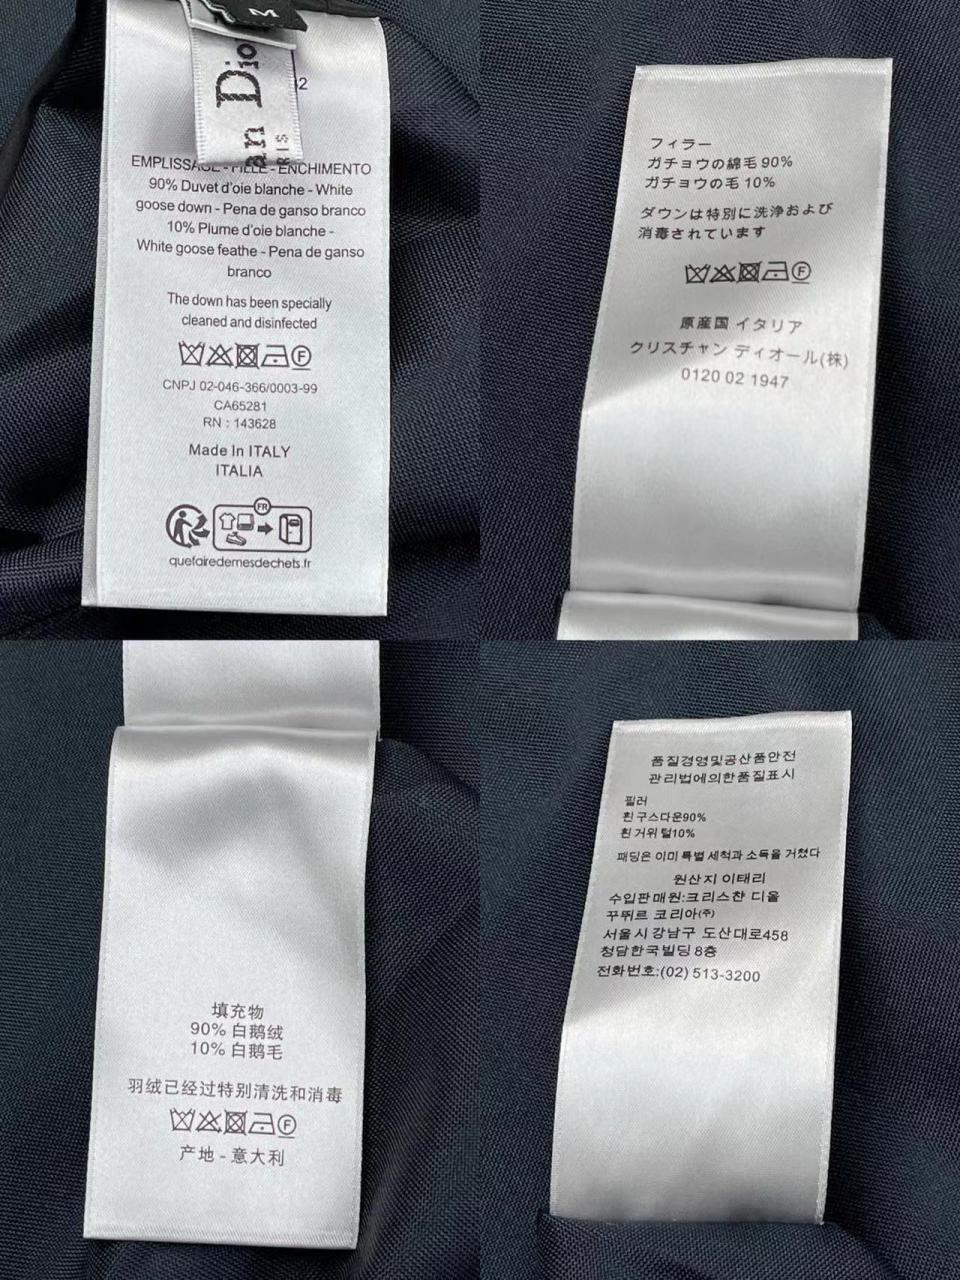 M
an Dio
RIS
2
EMPLISSAGE - FILLE - ENCHIMENTO
90% Duvet d'oie blanche - White
goose down - Pena de ganso branco
10% Plume d'oie blanche -
White goose feathe - Pena de ganso
branco
The down has been specially
cleaned and disinfected
CNPJ 02-046-366/0003-99
CA65281
RN : 143628
Made In ITALY
ITALIA
FR
quefairedemesdechets.fr
フィラー
ガチョウの綿毛 90%
ガチョウの毛 10%
ダウンは特別に洗浄および
消毒されています
F
原産国 イタリア
クリスチャン ディオール(株)
0120 02 1947
填充物
90% 白鹅绒
10% 白鹅毛
羽绒已经过特别清洗和消毒
F
产地 - 意大利
품질경영및공산품안전
관리법에의한품질표시
필러
흰 구스다운90%
흰 거위 털10%
패딩은 이미 특별 세척과 소독을 거쳤다
원산지 이태리
수입판매원:크리스챤 디올
꾸뛰르 코리아(주)
서울시 강남구 도산대로458
청담한국빌딩 8층
전화번호:(02) 513-3200